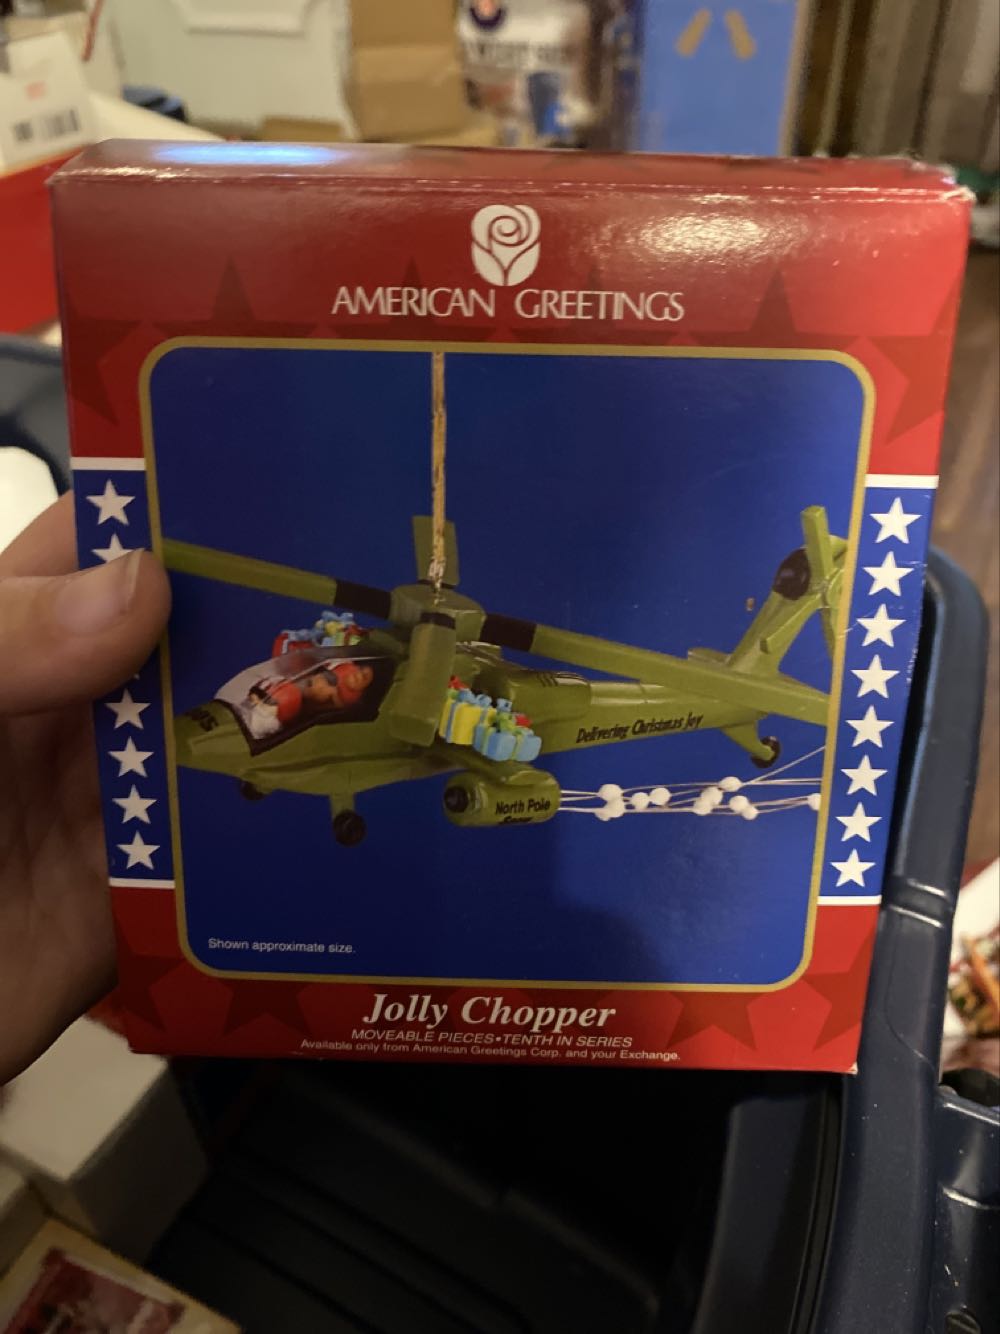 AMERICAN GREETINGS
Delivering Christmas Joy
North Pole
Shown approximate size.
Jolly Chopper
MOVEABLE PIECES•TENTH IN SERIES
Available only from American Greetings Corp. and your Exchange.